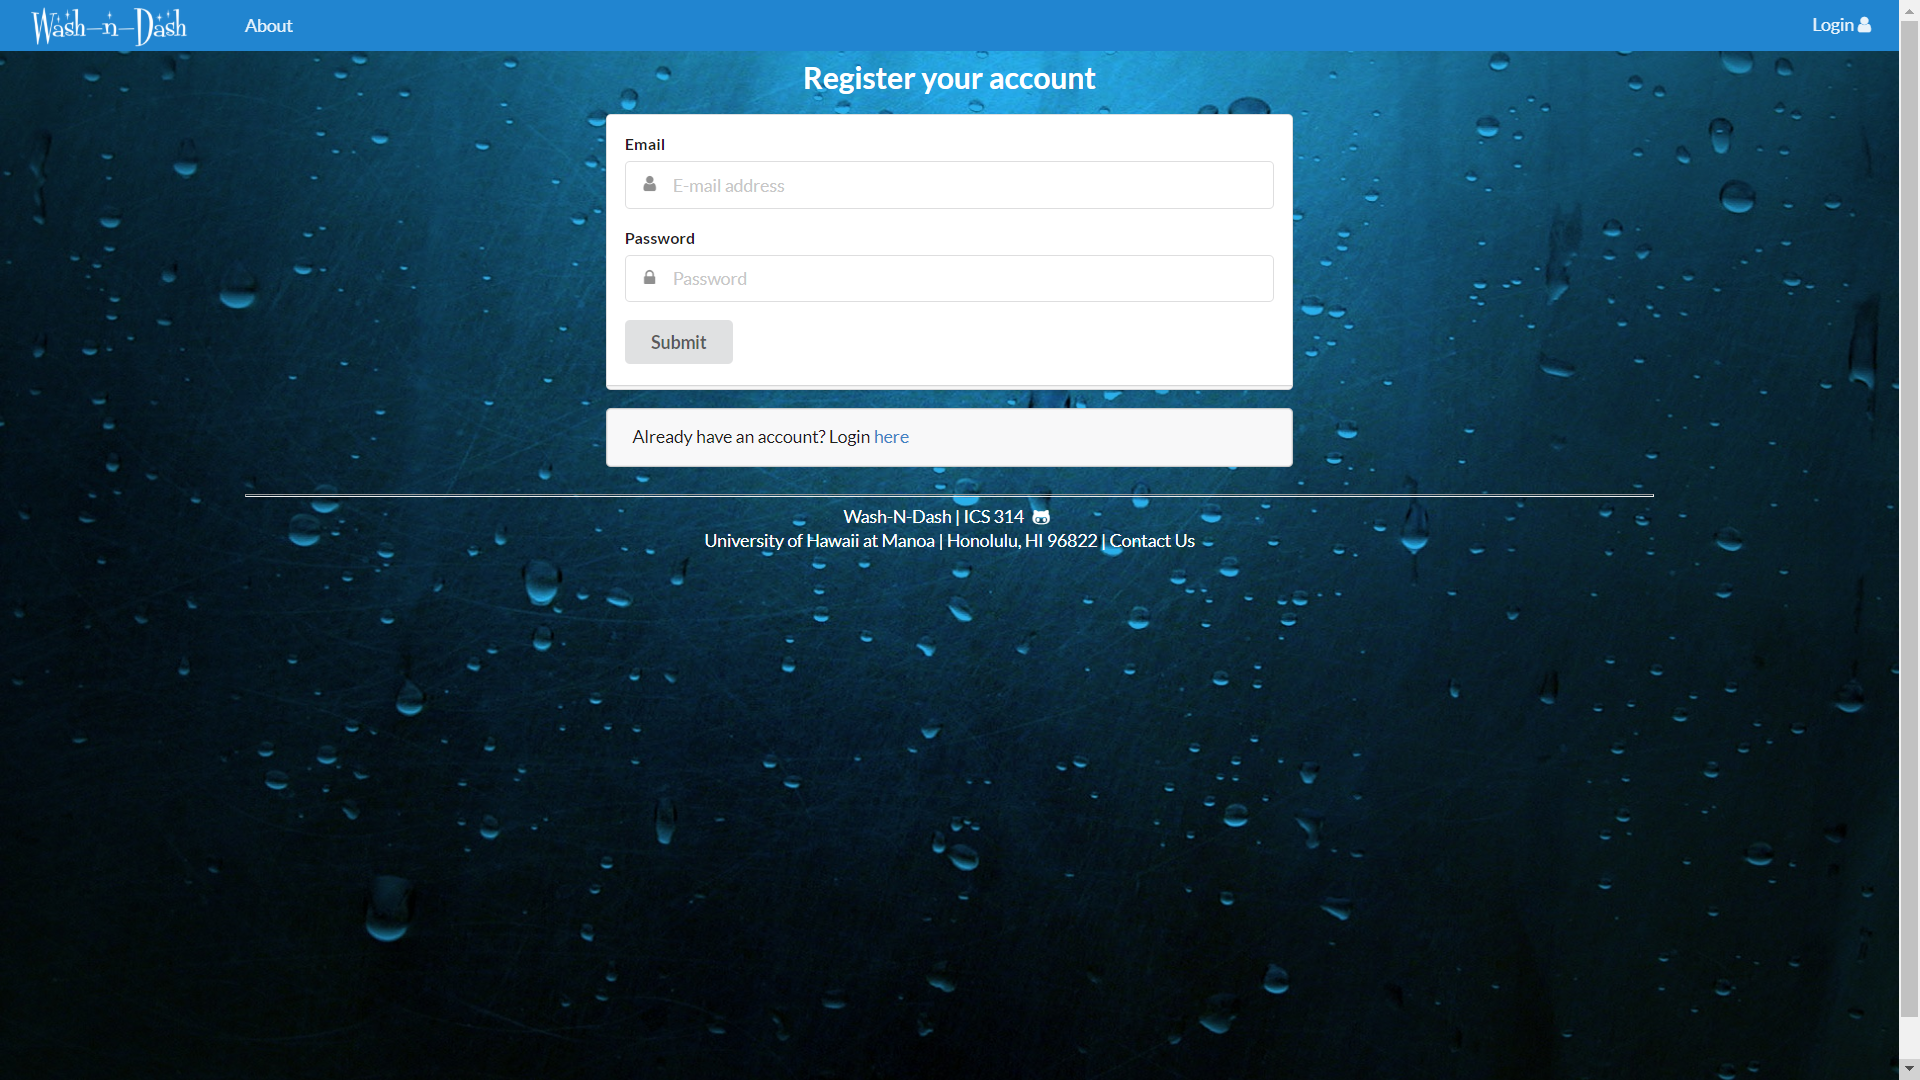 Wash-n-Dash
About
Login
Register your account
Email
E-mail address
Password
Password
Submit
Already have an account? Login here
Wash-N-Dash | ICS 314
University of Hawaii at Manoa | Honolulu, HI 96822 | Contact Us